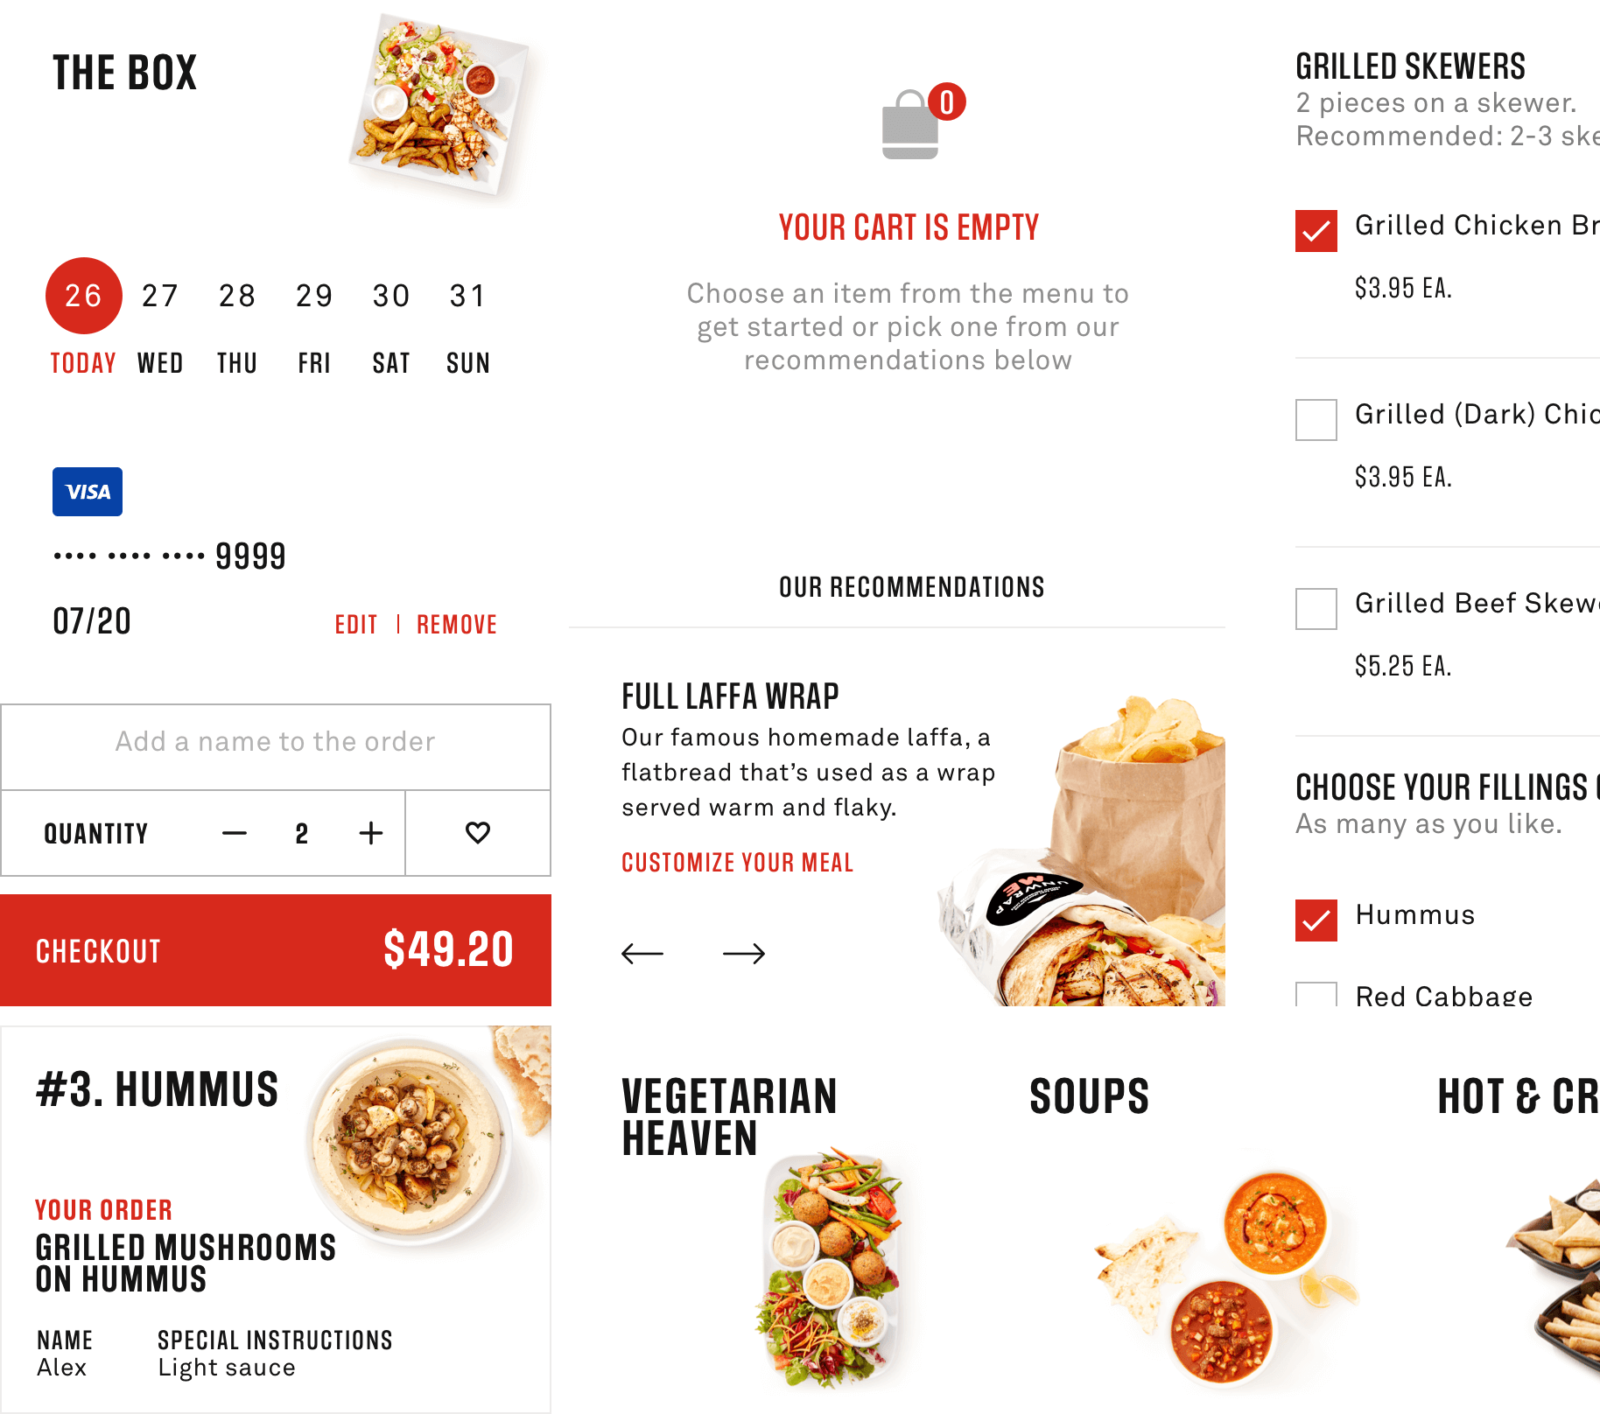 THE BOX
26 27 28 29 30 31
TODAY WED THU FRI SAT SUN
VISA
•••• •••• •••• 9999
07/20
EDIT | REMOVE
Add a name to the order
QUANTITY — 2 +
CHECKOUT $49.20
#3. HUMMUS
YOUR ORDER
GRILLED MUSHROOMS
ON HUMMUS
NAME SPECIAL INSTRUCTIONS
Alex Light sauce
0
YOUR CART IS EMPTY
Choose an item from the menu to
get started or pick one from our
recommendations below
OUR RECOMMENDATIONS
FULL LAFFA WRAP
Our famous homemade laffa, a
flatbread that's used as a wrap
served warm and flaky.
CUSTOMIZE YOUR MEAL
UNWRAP
ME
GRILLED SKEWERS
2 pieces on a skewer.
Recommended: 2-3 ske
Grilled Chicken Br
$3.95 EA.
Grilled (Dark) Chic
$3.95 EA.
Grilled Beef Skew
$5.25 EA.
CHOOSE YOUR FILLINGS
As many as you like.
Hummus
Red Cabbage
VEGETARIAN
HEAVEN
SOUPS
HOT & CR